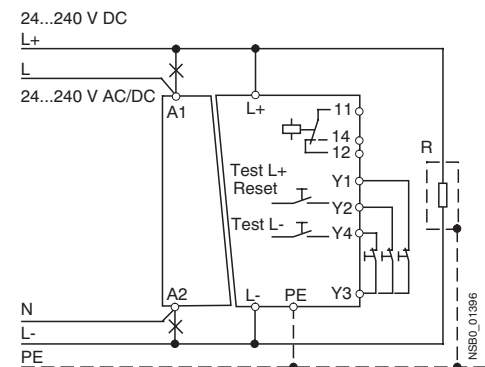 24...240 V DC
L+
L
24...240 V AC/DC
A1
L+
11
14
12
R
Test L+
Reset
Y1
Y2
Test L-
Y4
A2
L-
PE
Y3
N
L-
PE
NSB0_01396